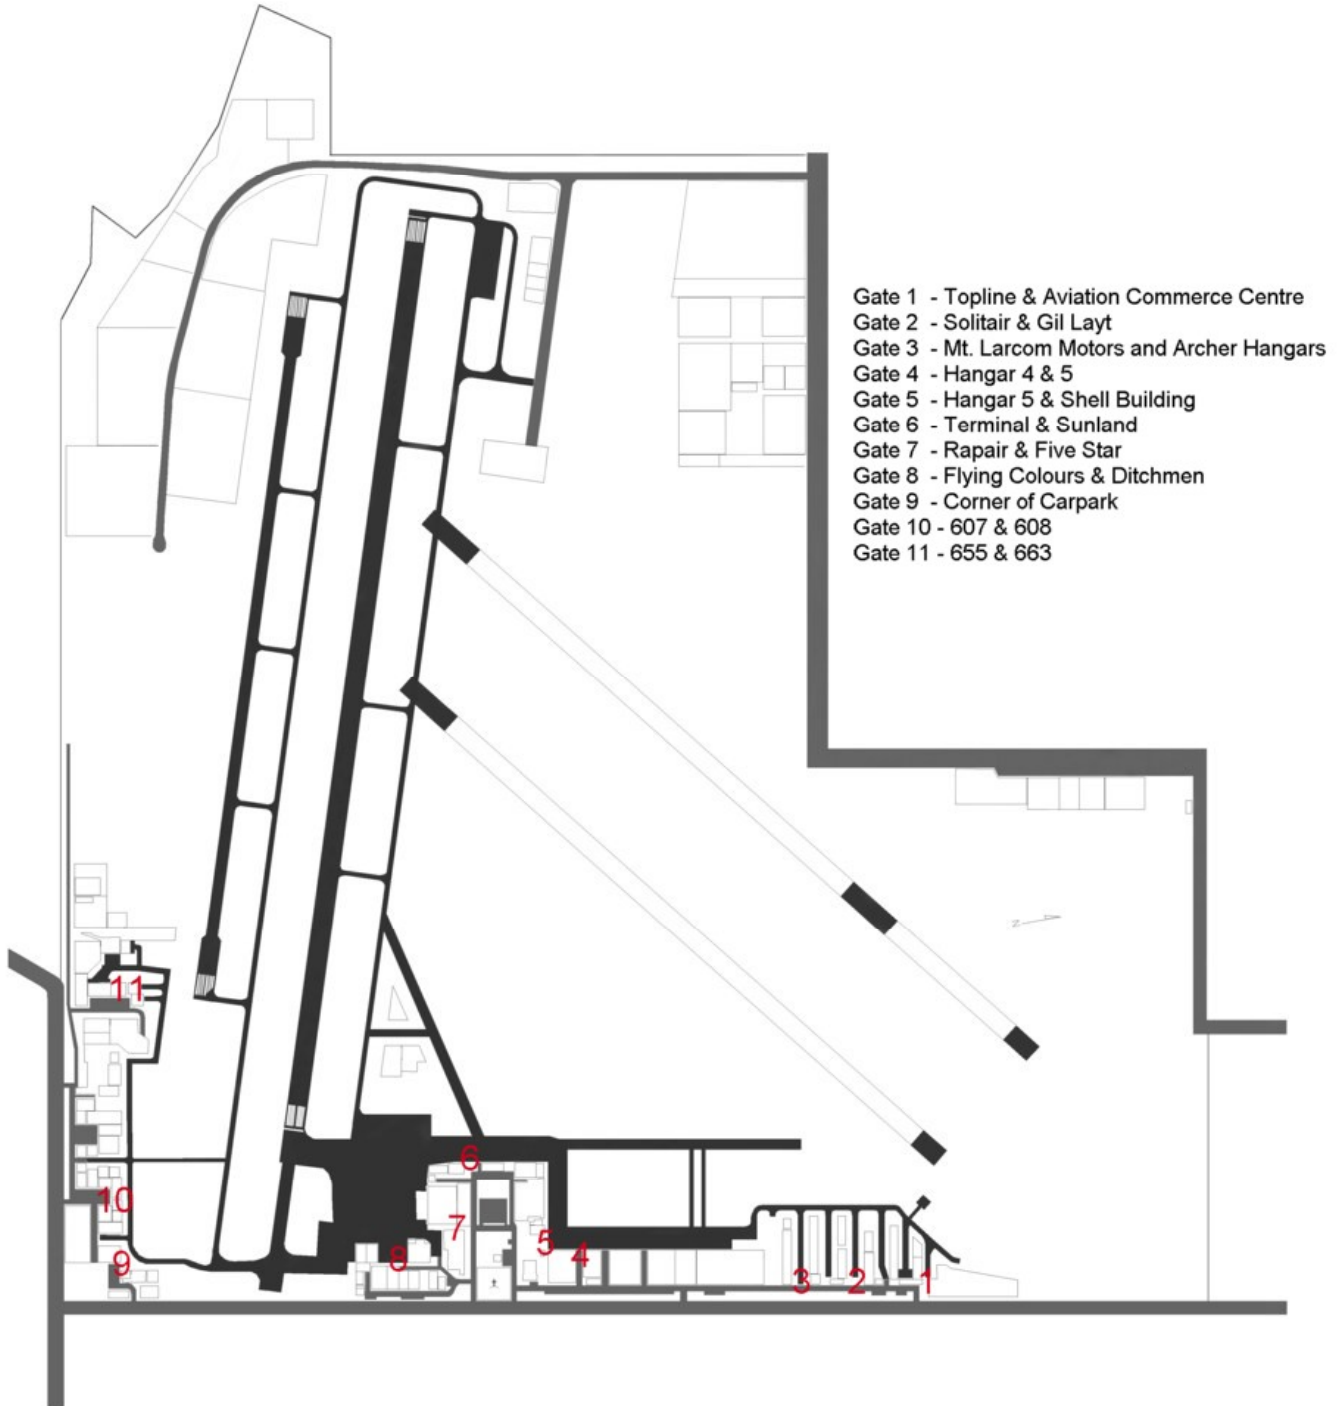 Gate 1 - Topline & Aviation Commerce Centre
Gate 2 - Solitair & Gil Layt
Gate 3 - Mt. Larcom Motors and Archer Hangars
Gate 4 - Hangar 4 & 5
Gate 5 - Hangar 5 & Shell Building
Gate 6 - Terminal & Sunland
Gate 7 - Rapair & Five Star
Gate 8 - Flying Colours & Ditchmen
Gate 9 - Corner of Carpark
Gate 10 - 607 & 608
Gate 11 - 655 & 663
N
11
6
10
7
5
4
8
9
3
2
1